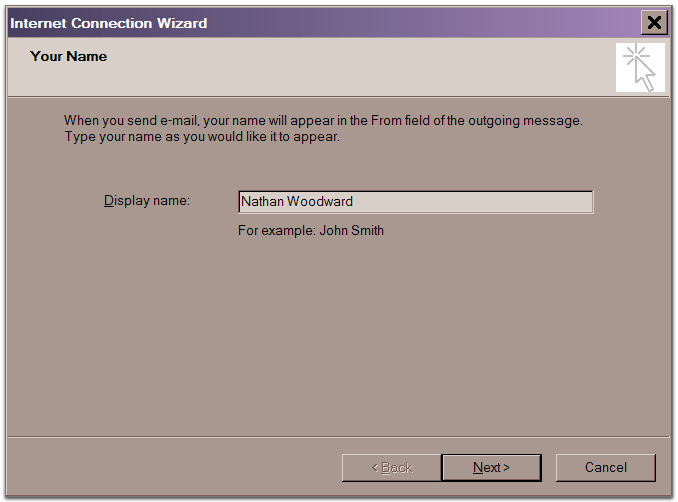 Internet Connection Wizard
Your Name
When you send e-mail, your name will appear in the From field of the outgoing message.
Type your name as you would like it to appear.
Display name: Nathan Woodward
For example: John Smith
< Back Next > Cancel